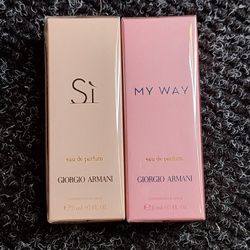 Sì
eau de parfum
GIORGIO ARMANI
MY WAY
eau de parfum
GIORGIO ARMANI